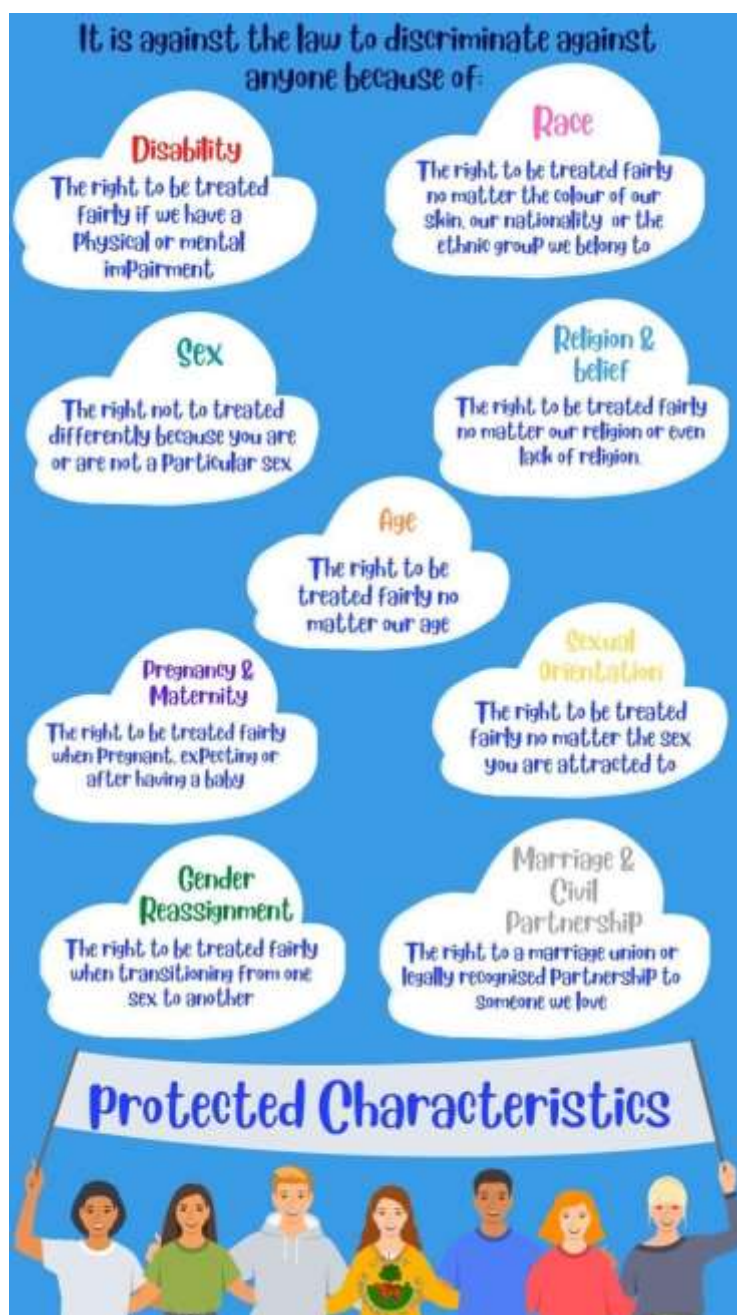 It is against the law to discriminate against
anyone because of:
Disability
The right to be treated
fairly if we have a
Physical or mental
imPairment
Race
The right to be treated fairly
no matter the colour of our
skin, our nationality or the
ethnic group we belong to
Sex
The right not to treated
differently because you are
or are not a Particular sex
Religion &
belief
The right to be treated fairly
no matter our religion or even
lack of religion.
Age
The right to be
treated fairly no
matter our age
Pregnancy &
Maternity
The right to be treated fairly
when Pregnant, exPecting or
after having a baby
Sexual
Orientation
The right to be treated
fairly no matter the sex
you are attracted to
Gender
Reassignment
The right to be treated fairly
when transitioning from one
sex to another
Marriage &
Civil
PartnershiP
The right to a marriage union or
legally recognised PartnershiP to
someone we love
Protected Characteristics